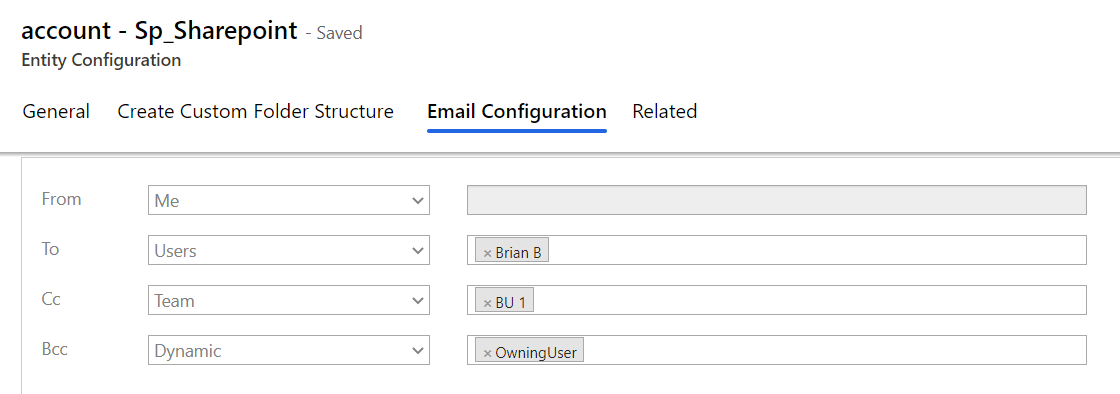 account - Sp_Sharepoint - Saved
Entity Configuration
General Create Custom Folder Structure Email Configuration Related
From Me
To Users × Brian B
Cc Team × BU 1
Bcc Dynamic × OwningUser